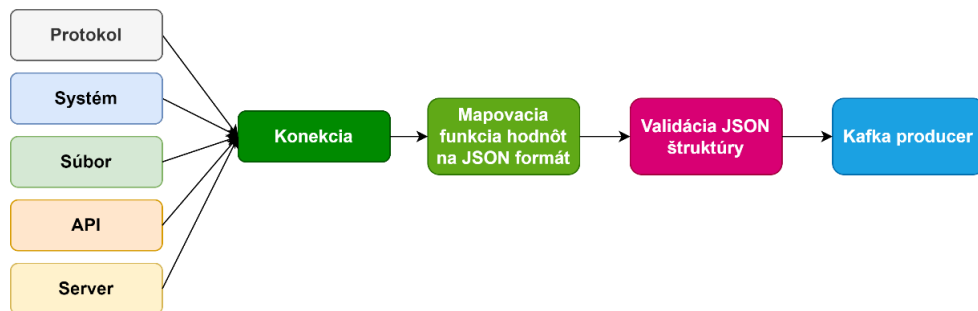 Protokol
Systém
Súbor
API
Server
Konekcia
Mapovacia
funkcia hodnôt
na JSON formát
Validácia JSON
štruktúry
Kafka producer